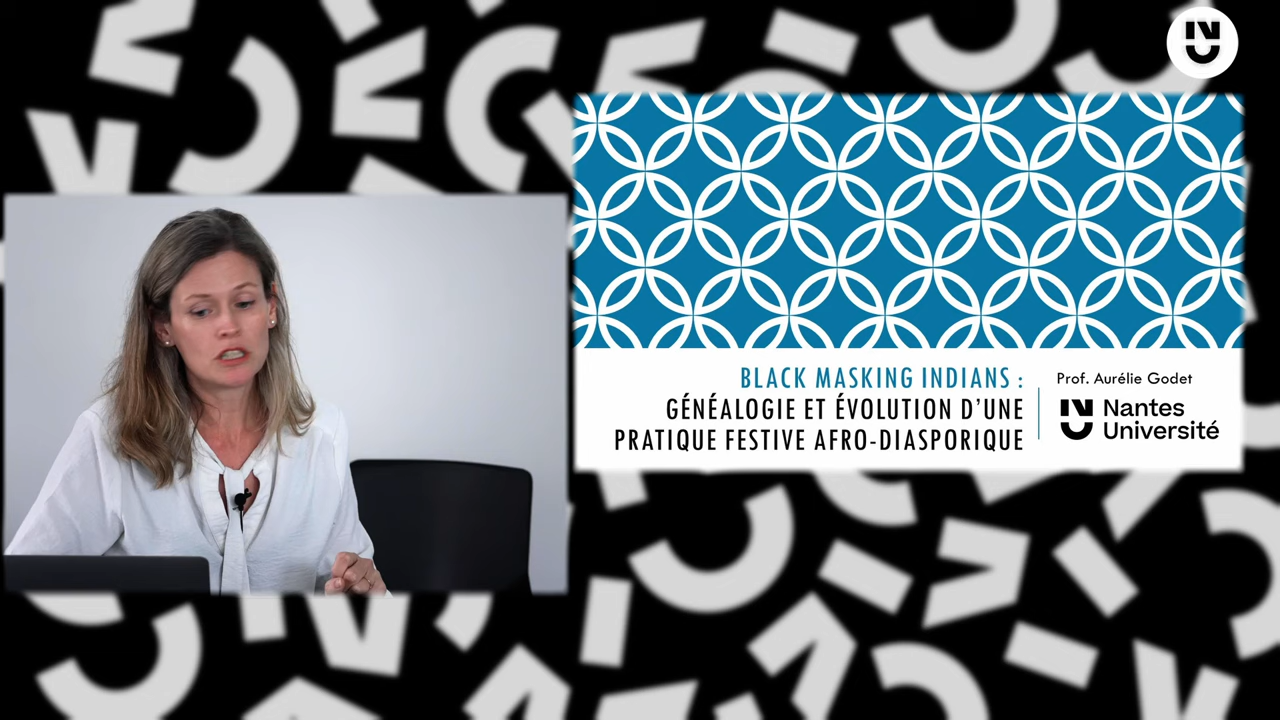 BLACK MASKING INDIANS :
GÉNÉALOGIE ET ÉVOLUTION D'UNE
PRATIQUE FESTIVE AFRO-DIASPORIQUE
Prof. Aurélie Godet
Nantes
Université